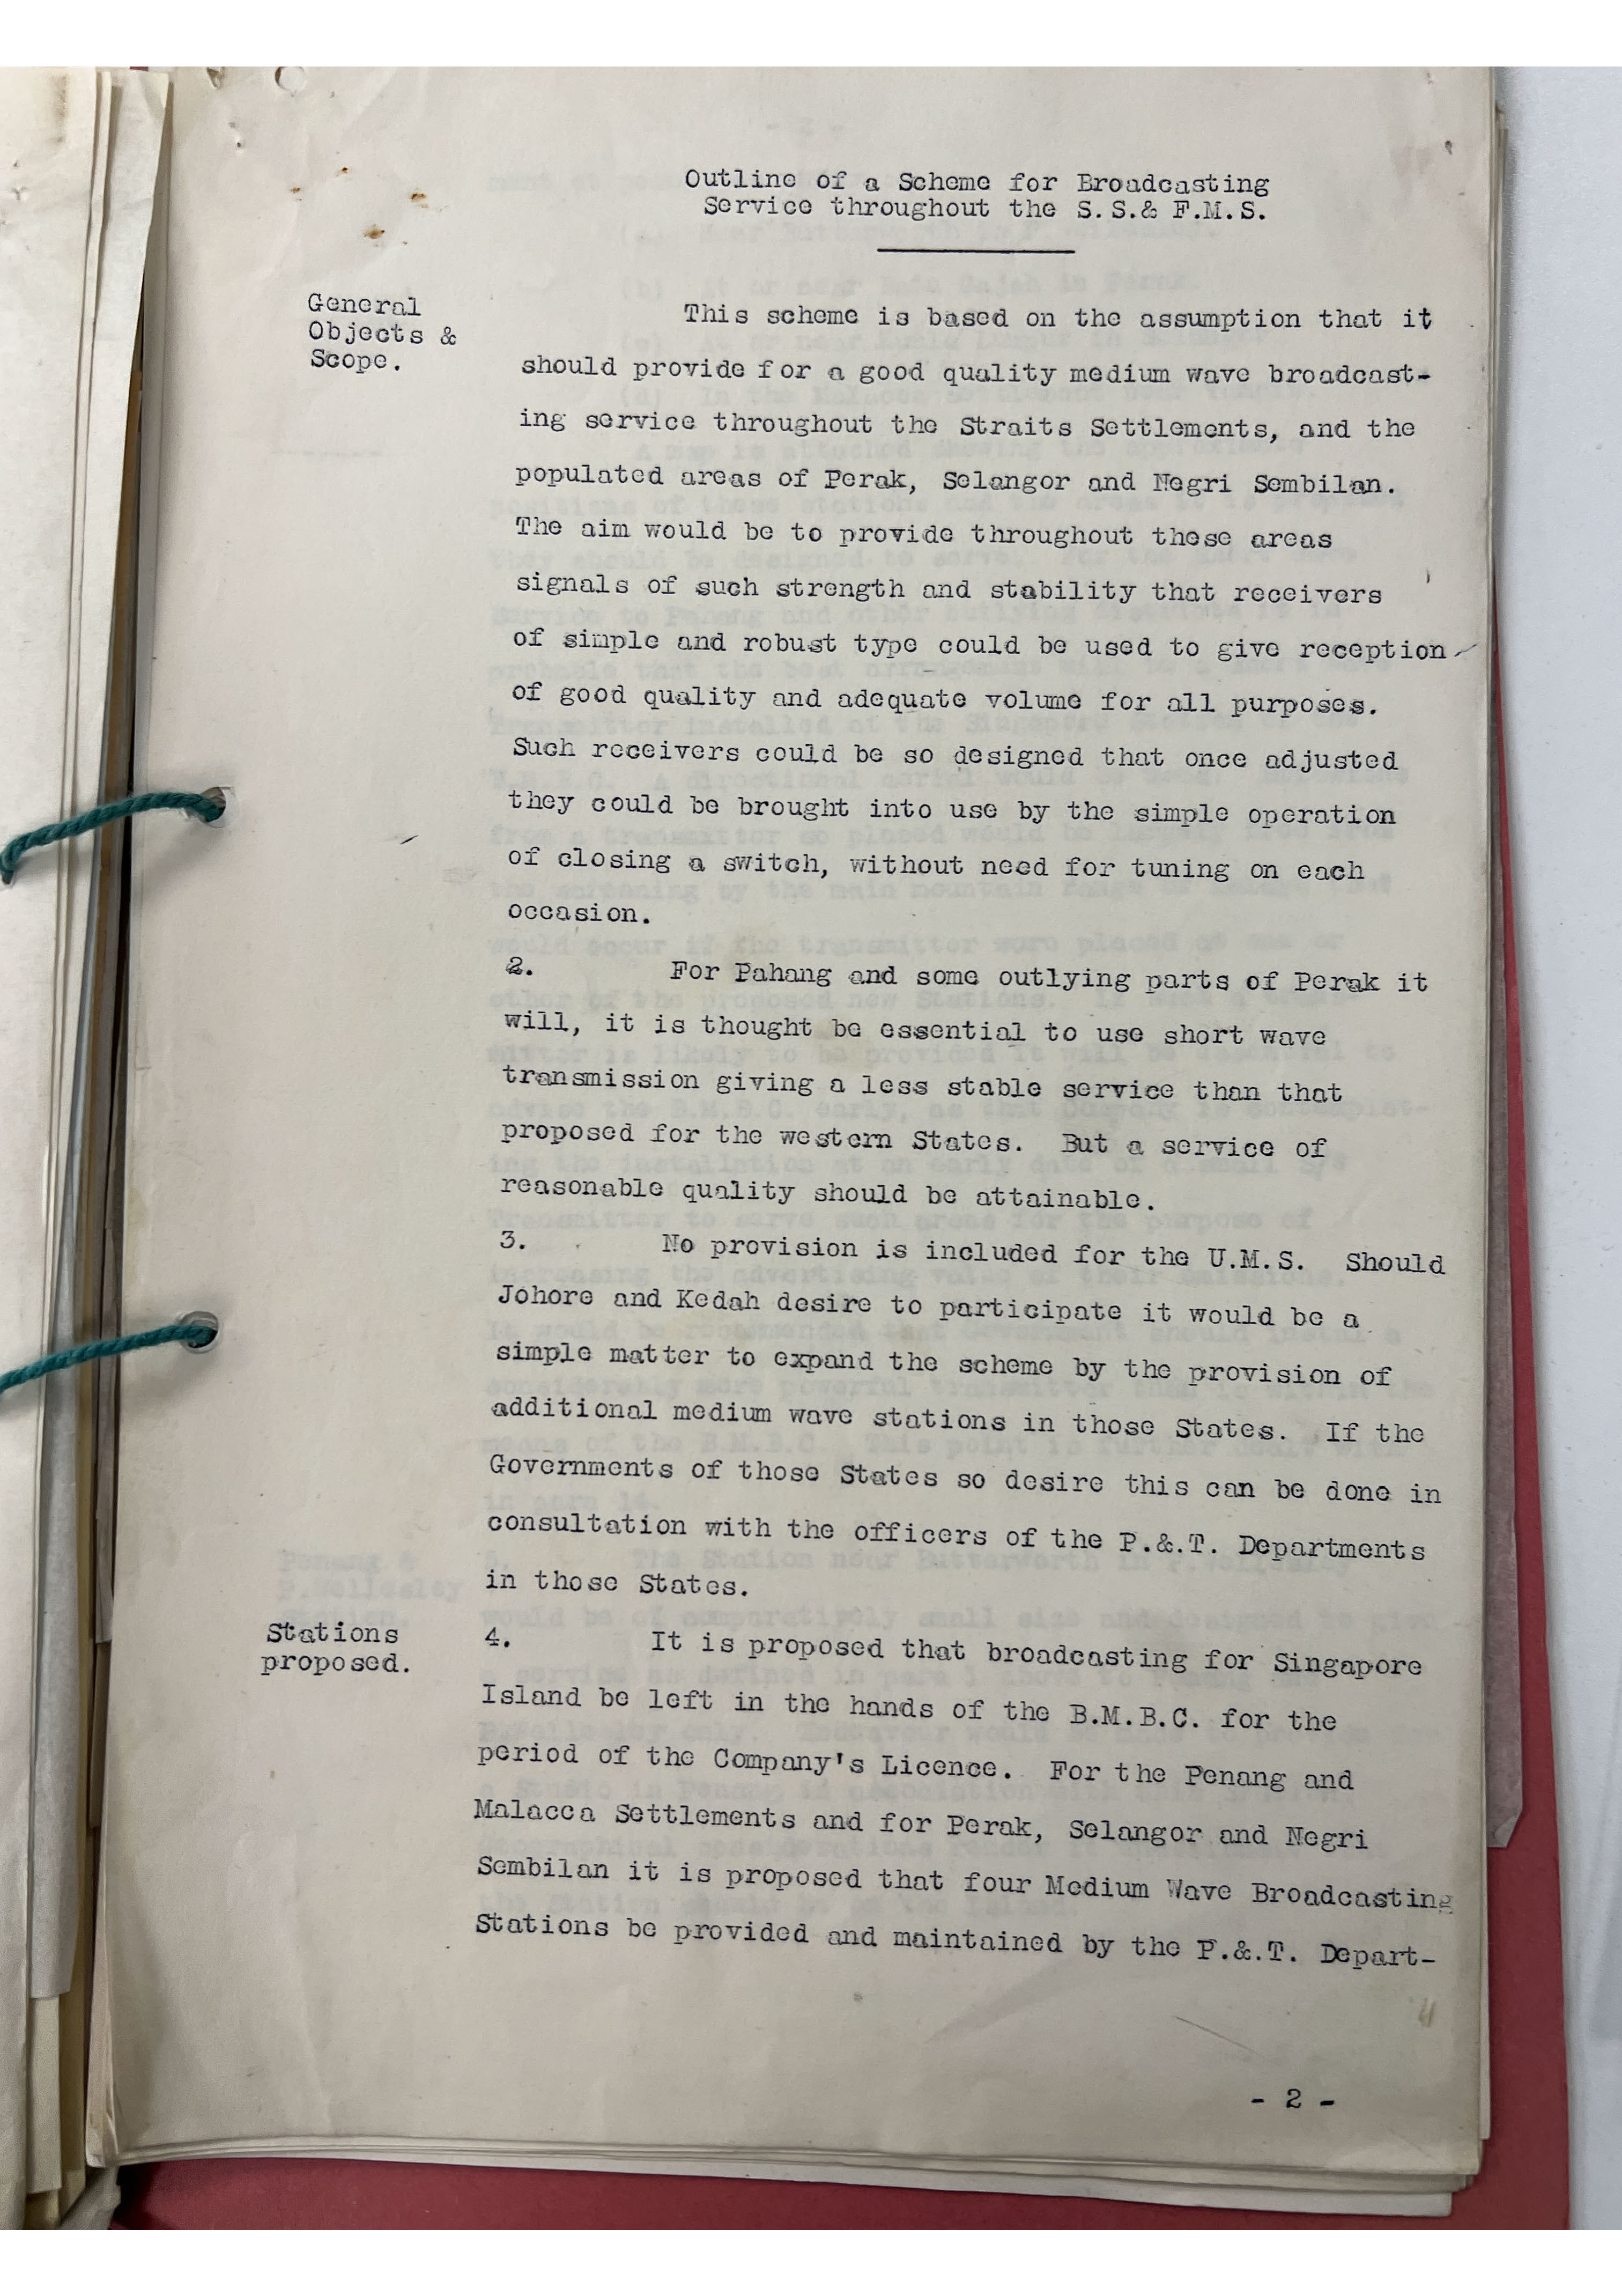 Outline of a Scheme for Broadcasting
Service throughout the S.S.& F.M.S.
General
Objects &
Scope.
This scheme is based on the assumption that it
should provide for a good quality medium wave broadcast-
ing service throughout the Straits Settlements, and the
populated areas of Perak, Selangor and Negri Sembilan.
The aim would be to provide throughout these areas
signals of such strength and stability that receivers
of simple and robust type could be used to give reception
of good quality and adequate volume for all purposes.
Such receivers could be so designed that once adjusted
they could be brought into use by the simple operation
of closing a switch, without need for tuning on each
occasion.
2. For Pahang and some outlying parts of Perak it
will, it is thought be essential to use short wave
transmission giving a less stable service than that
proposed for the western States. But a service of
reasonable quality should be attainable.
3. No provision is included for the U.M.S. Should
Johore and Kedah desire to participate it would be a
simple matter to expand the scheme by the provision of
additional medium wave stations in those States. If the
Governments of those States so desire this can be done in
consultation with the officers of the P.&.T. Departments
in those States.
Stations
proposed.
4. It is proposed that broadcasting for Singapore
Island be left in the hands of the B.M.B.C. for the
period of the Company's Licence. For the Penang and
Malacca Settlements and for Perak, Selangor and Negri
Sembilan it is proposed that four Medium Wave Broadcasting
Stations be provided and maintained by the P.&.T. Depart-
- 2 -